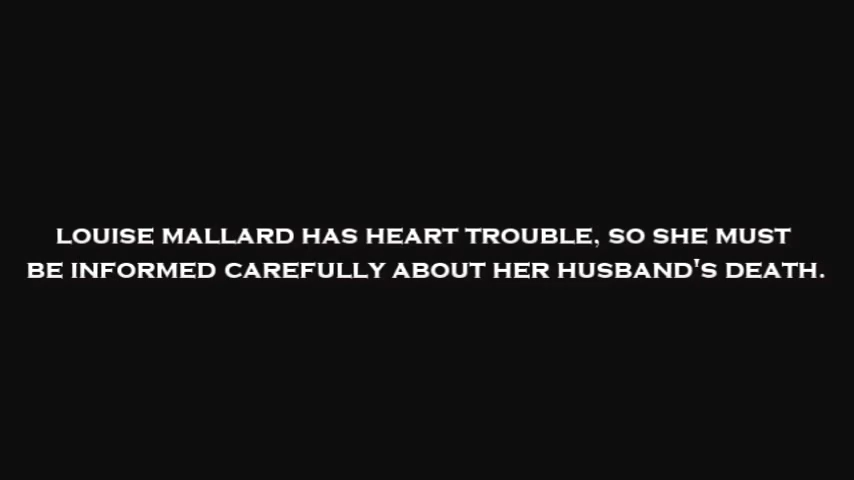 LOUISE MALLARD HAS HEART TROUBLE, SO SHE MUST
BE INFORMED CAREFULLY ABOUT HER HUSBAND'S DEATH.